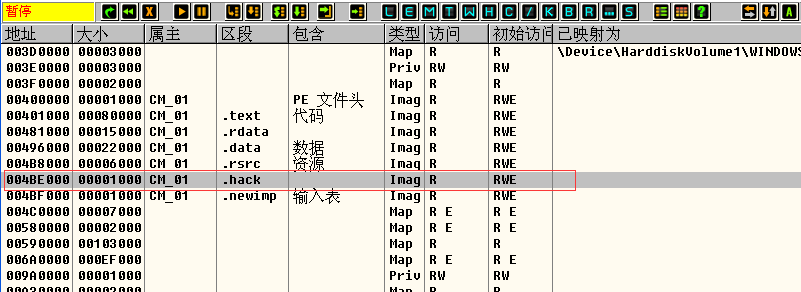 暂停 L E M T W H C / K B R ... S ? A
地址 大小 属主 区段 包含 类型 访问 初始访问 已映射为
003D0000 00003000 Map R R \Device\HarddiskVolume1\WINDOWS
003E0000 00003000 Priv RW RW
003F0000 00002000 Map R R
00400000 00001000 CM_01 PE 文件头 Imag R RWE
00401000 00080000 CM_01 .text 代码 Imag R RWE
00481000 00015000 CM_01 .rdata Imag R RWE
00496000 00022000 CM_01 .data 数据 Imag R RWE
004B8000 00006000 CM_01 .rsrc 资源 Imag R RWE
004BE000 00001000 CM_01 .hack Imag R RWE
004BF000 00001000 CM_01 .newimp 输入表 Imag R RWE
004C0000 00007000 Map R E R E
00580000 00002000 Map R E R E
00590000 00103000 Map R R
006A0000 000EF000 Map R E R E
009A0000 00001000 Priv RW RW